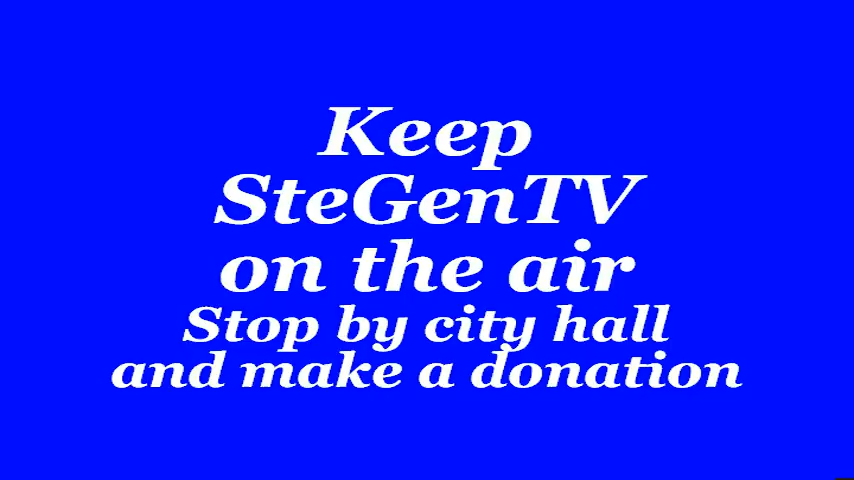 Keep
SteGenTV
on the air
Stop by city hall
and make a donation